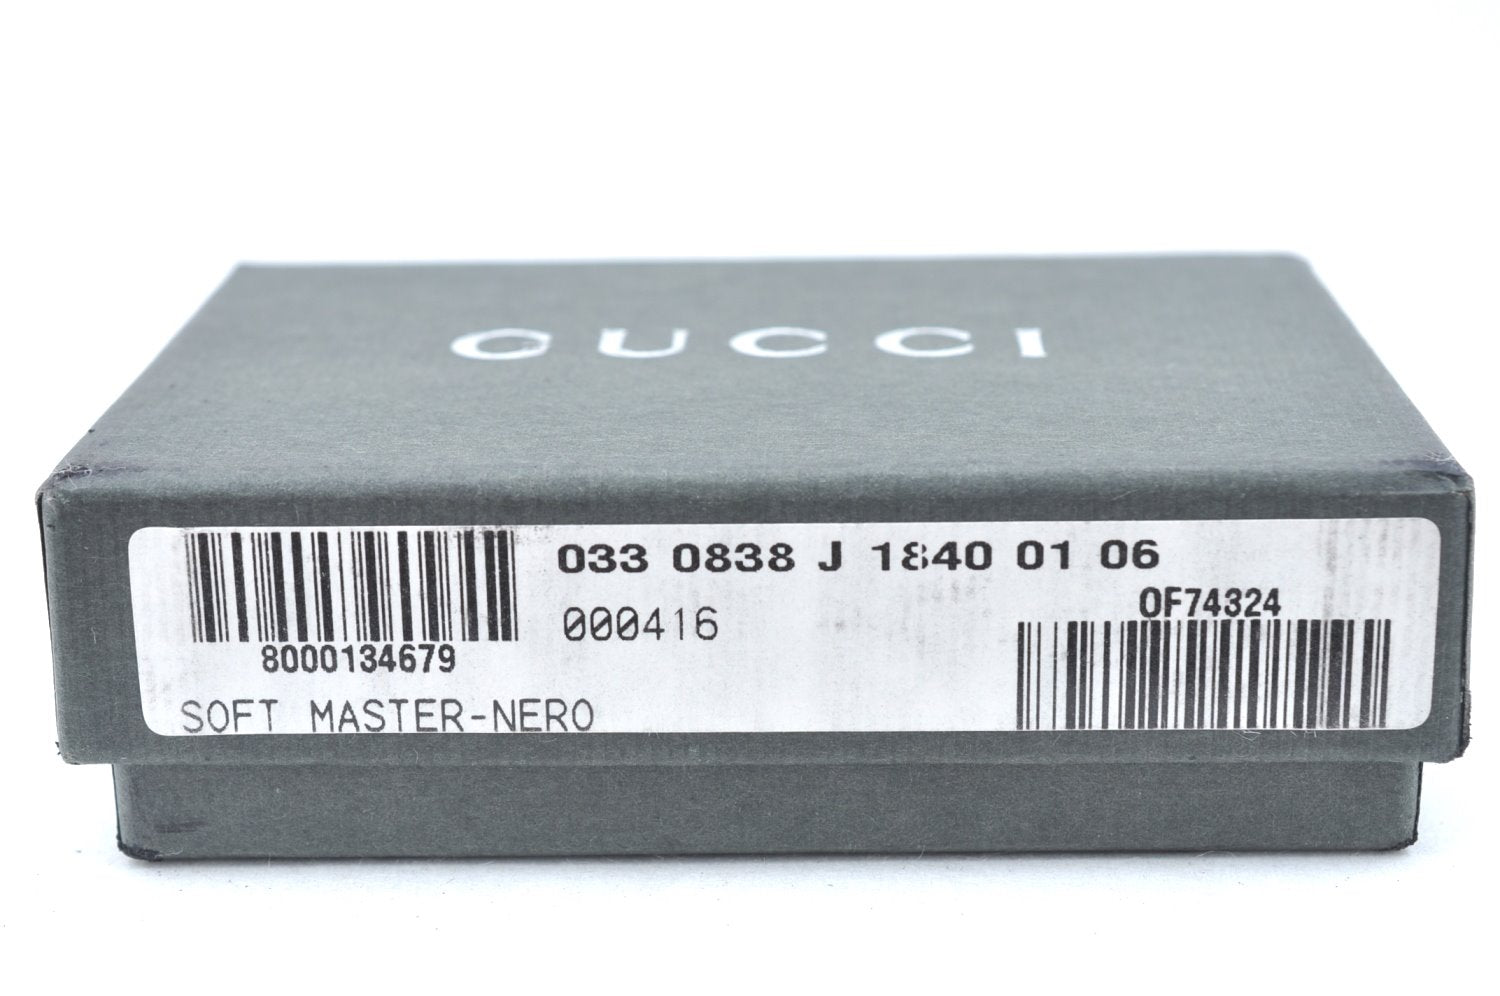 GUCCI
033 0838 J 1840 01 06
000416
0F74324
8000134679
SOFT MASTER-NERO